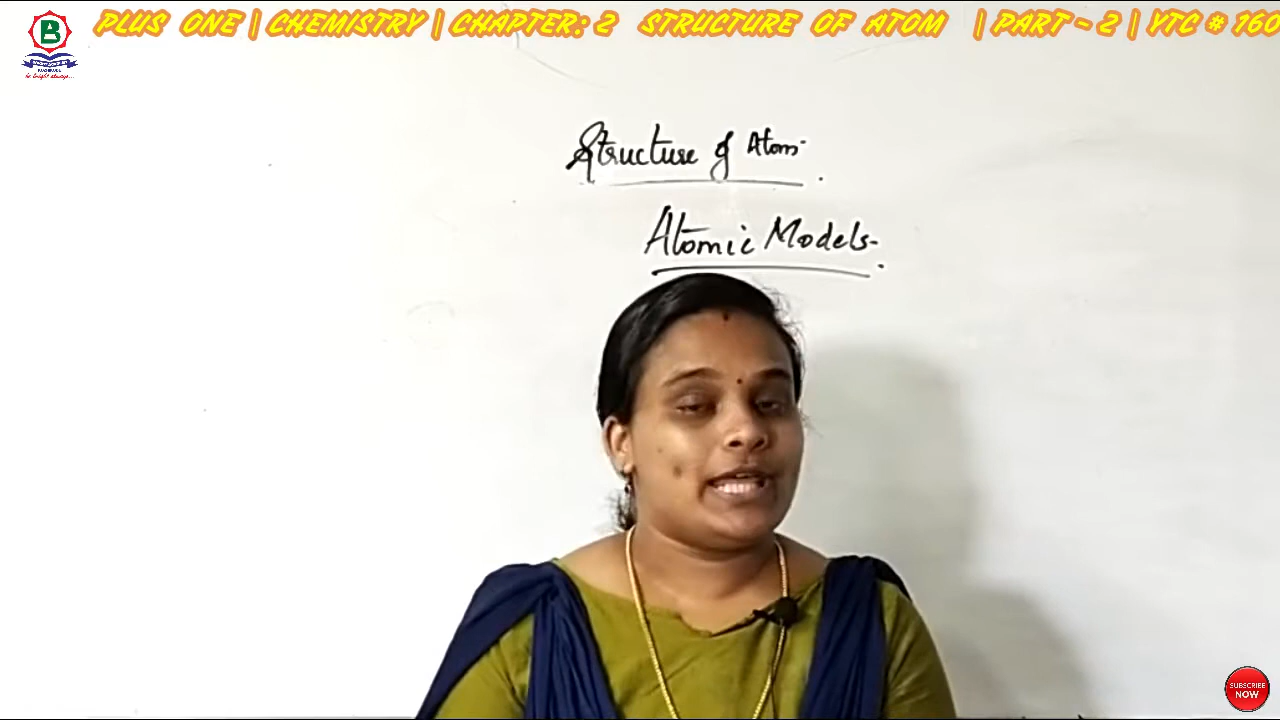 PLUS ONE | CHEMISTRY | CHAPTER: 2 STRUCTURE OF ATOM | PART - 2 | YTC # 160
B
Structure of Atom.
Atomic Models.
SUBSCRIBE
NOW